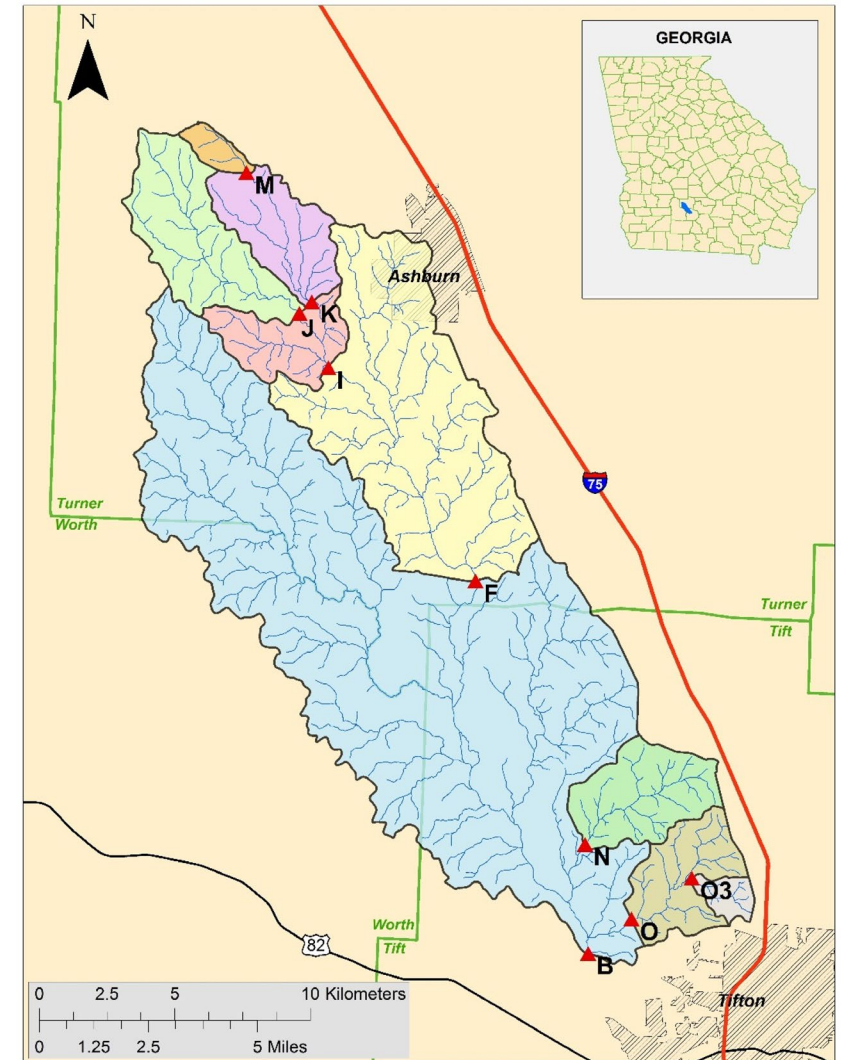 N
GEORGIA
M
Ashburn
K
J
I
75
Turner
Worth
F
Turner
Tift
N
O3
O
Worth
Tift
82
B
Tifton
0 2.5 5 10 Kilometers
0 1.25 2.5 5 Miles